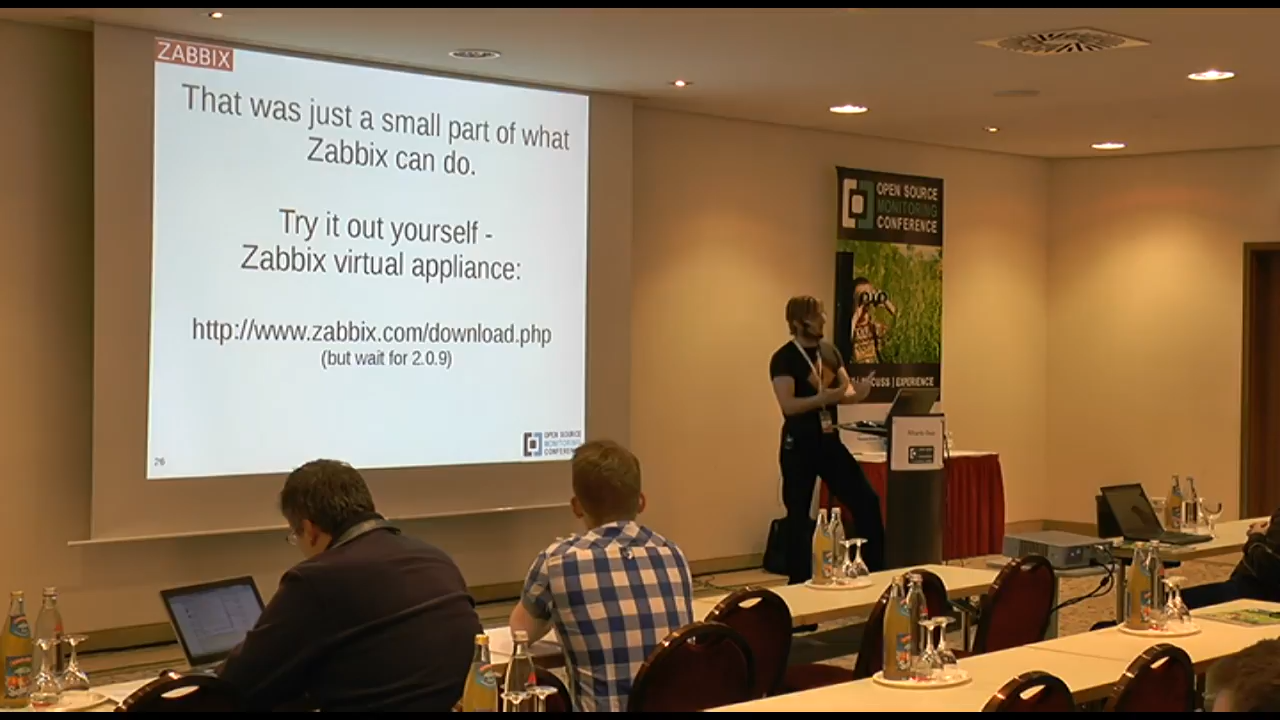 ZABBIX
That was just a small part of what
Zabbix can do.
Try it out yourself -
Zabbix virtual appliance:
http://www.zabbix.com/download.php
(but wait for 2.0.9)
26
OPEN SOURCE
MONITORING
CONFERENCE
OPEN SOURCE
MONITORING
CONFERENCE
| EXPERIENCE